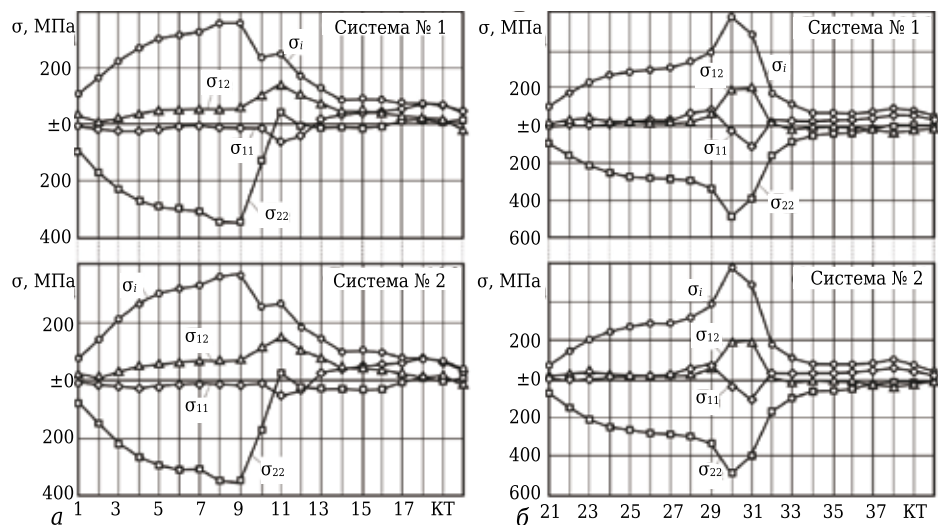 σ, МПа
Система № 1
σi
200
σ12
±0
σ11
200
σ22
400
σ, МПа
Система № 1
σ12
σi
200
±0
σ11
200
σ22
400
600
σ, МПа
Система № 2
σi
200
σ12
±0
σ11
200
σ22
400
1 3 5 7 9 11 13 15 17 КТ
а
σ, МПа
Система № 2
σi
σ12
200
±0
σ11
200
400
σ22
600
21 23 25 27 29 31 33 35 37 КТ
б